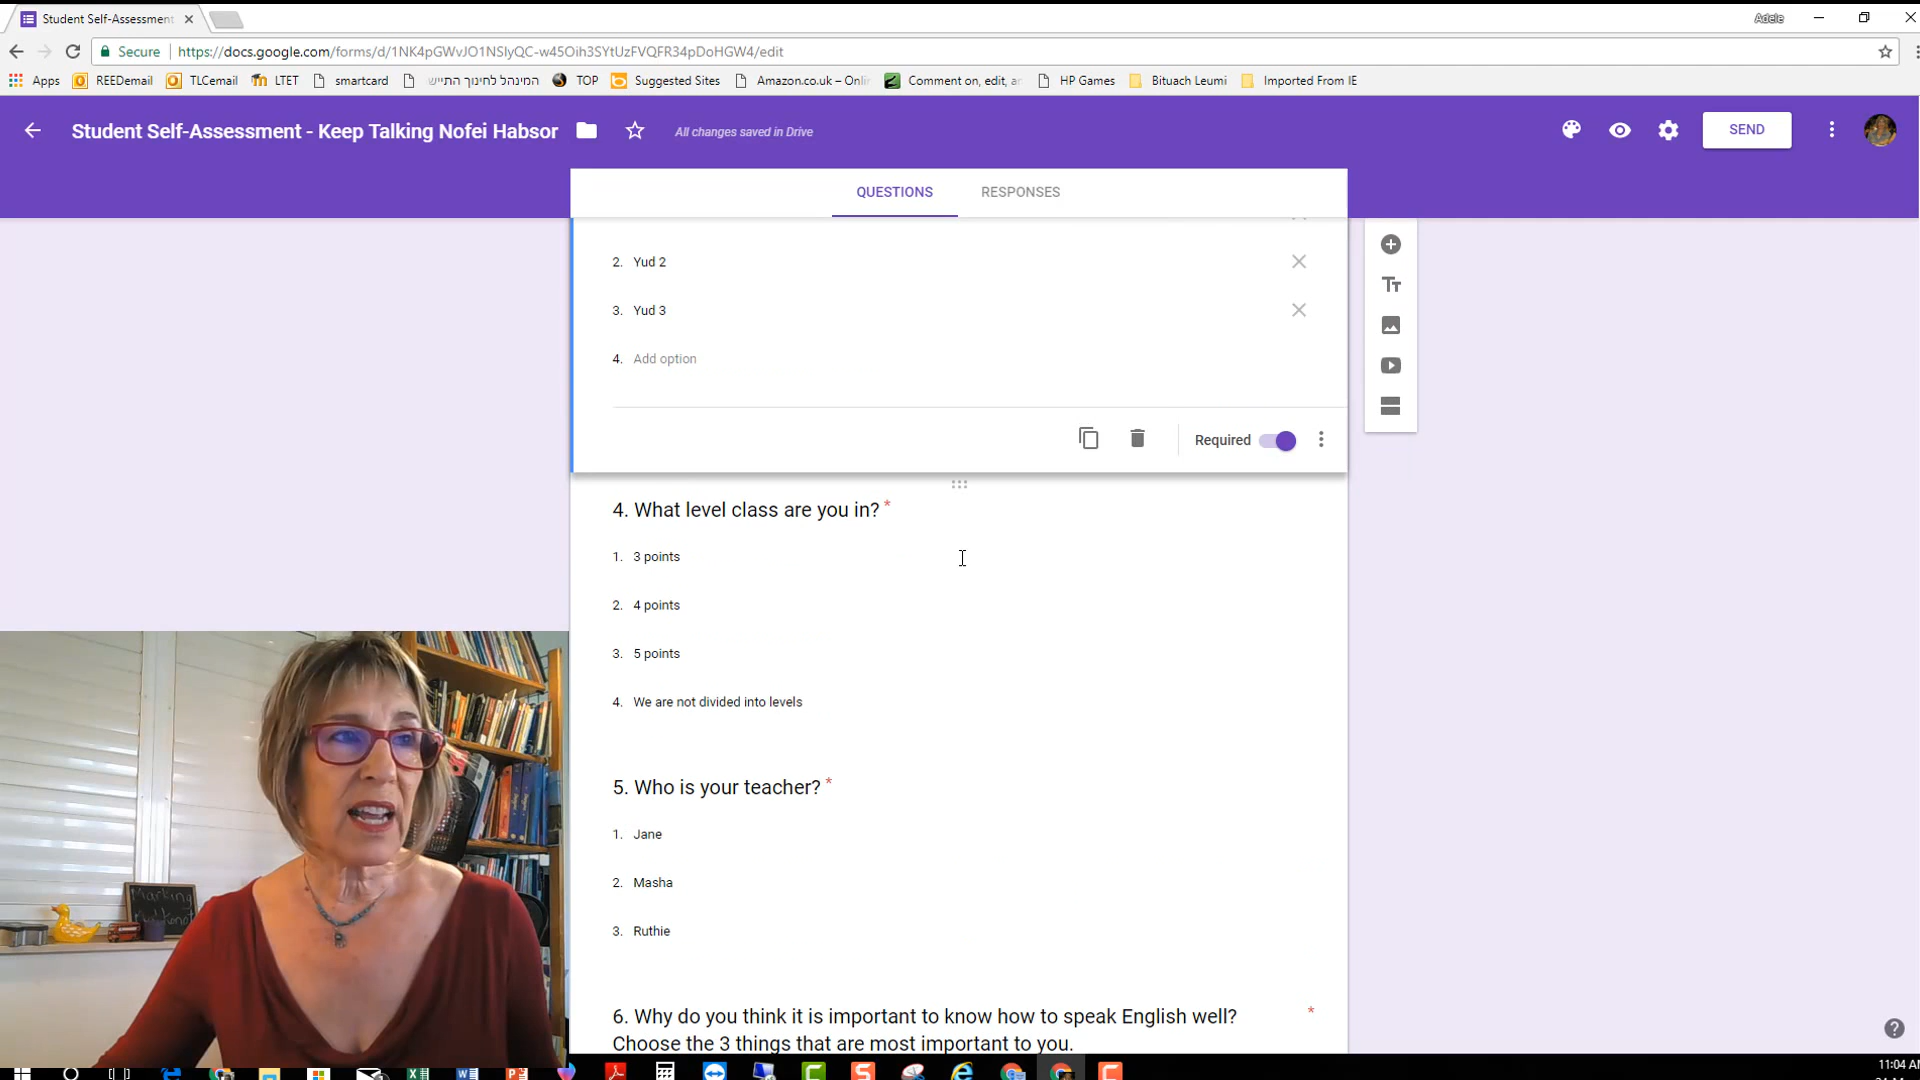 Student Self-Assessment
Adele
Secure
https://docs.google.com/forms/d/1NK4pGWvJO1NSlyQC-w45Oih3SYtUzFVQFR34pDoHGW4/edit
Apps REEDemail TLCemail LTET smartcard המינהל לחינוך התייש TOP Suggested Sites Amazon.co.uk – Onli Comment on, edit, a HP Games Bituach Leumi Imported From IE
Student Self-Assessment - Keep Talking Nofei Habsor
All changes saved in Drive
SEND
QUESTIONS RESPONSES
2. Yud 2
3. Yud 3
4. Add option
Required
4. What level class are you in? *
1. 3 points
2. 4 points
3. 5 points
4. We are not divided into levels
5. Who is your teacher? *
1. Jane
2. Masha
3. Ruthie
6. Why do you think it is important to know how to speak English well? *
Choose the 3 things that are most important to you.
Marking
11:04 AM